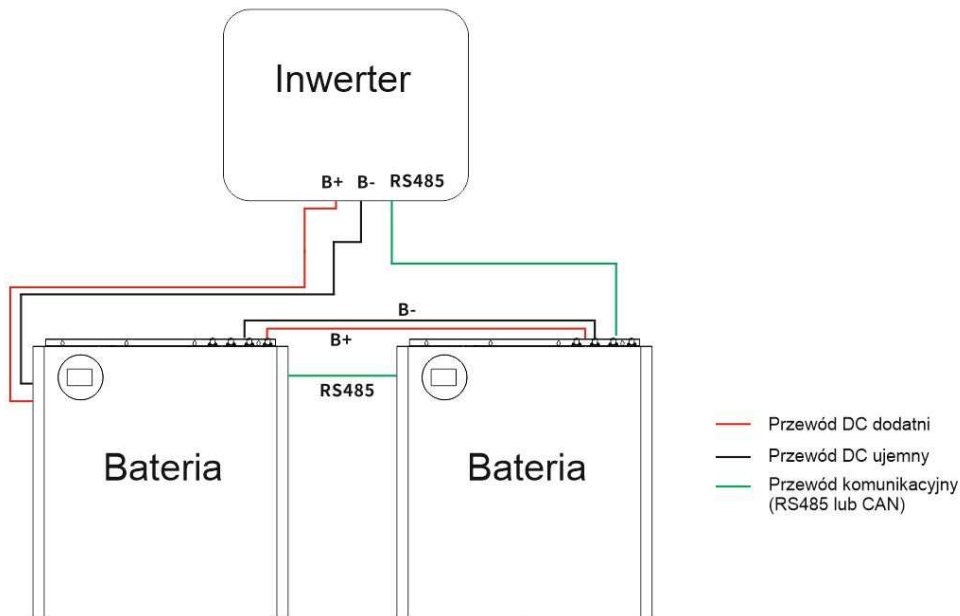 Inwerter
B+ B- RS485
B-
B+
RS485
Bateria
Bateria
Przewód DC dodatni
Przewód DC ujemny
Przewód komunikacyjny
(RS485 lub CAN)